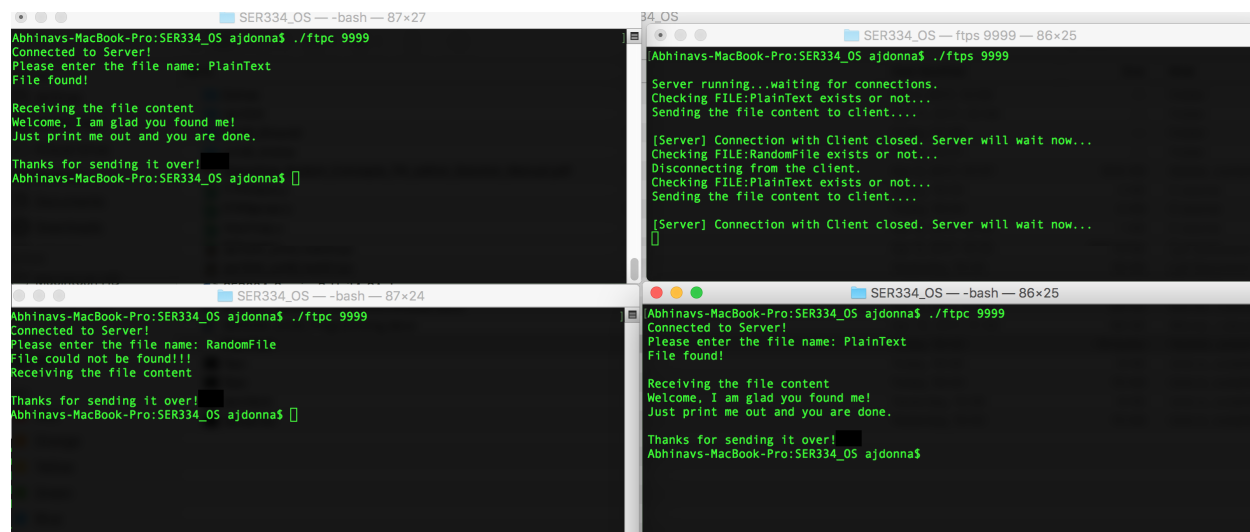 SER334_OS — -bash — 87×27
Abhinavs-MacBook-Pro:SER334_OS ajdonna$ ./ftpc 9999
Connected to Server!
Please enter the file name: PlainText
File found!
Receiving the file content
Welcome, I am glad you found me!
Just print me out and you are done.
Thanks for sending it over!
Abhinavs-MacBook-Pro:SER334_OS ajdonna$
34_OS
SER334_OS — ftps 9999 — 86×25
[Abhinavs-MacBook-Pro:SER334_OS ajdonna$ ./ftps 9999
Server running...waiting for connections.
Checking FILE:PlainText exists or not...
Sending the file content to client....
[Server] Connection with Client closed. Server will wait now...
Checking FILE:RandomFile exists or not...
Disconnecting from the client.
Checking FILE:PlainText exists or not...
Sending the file content to client....
[Server] Connection with Client closed. Server will wait now...
SER334_OS — -bash — 87×24
Abhinavs-MacBook-Pro:SER334_OS ajdonna$ ./ftpc 9999
Connected to Server!
Please enter the file name: RandomFile
File could not be found!!!
Receiving the file content
Thanks for sending it over!
Abhinavs-MacBook-Pro:SER334_OS ajdonna$
SER334_OS — -bash — 86×25
[Abhinavs-MacBook-Pro:SER334_OS ajdonna$ ./ftpc 9999
Connected to Server!
Please enter the file name: PlainText
File found!
Receiving the file content
Welcome, I am glad you found me!
Just print me out and you are done.
Thanks for sending it over!
Abhinavs-MacBook-Pro:SER334_OS ajdonna$